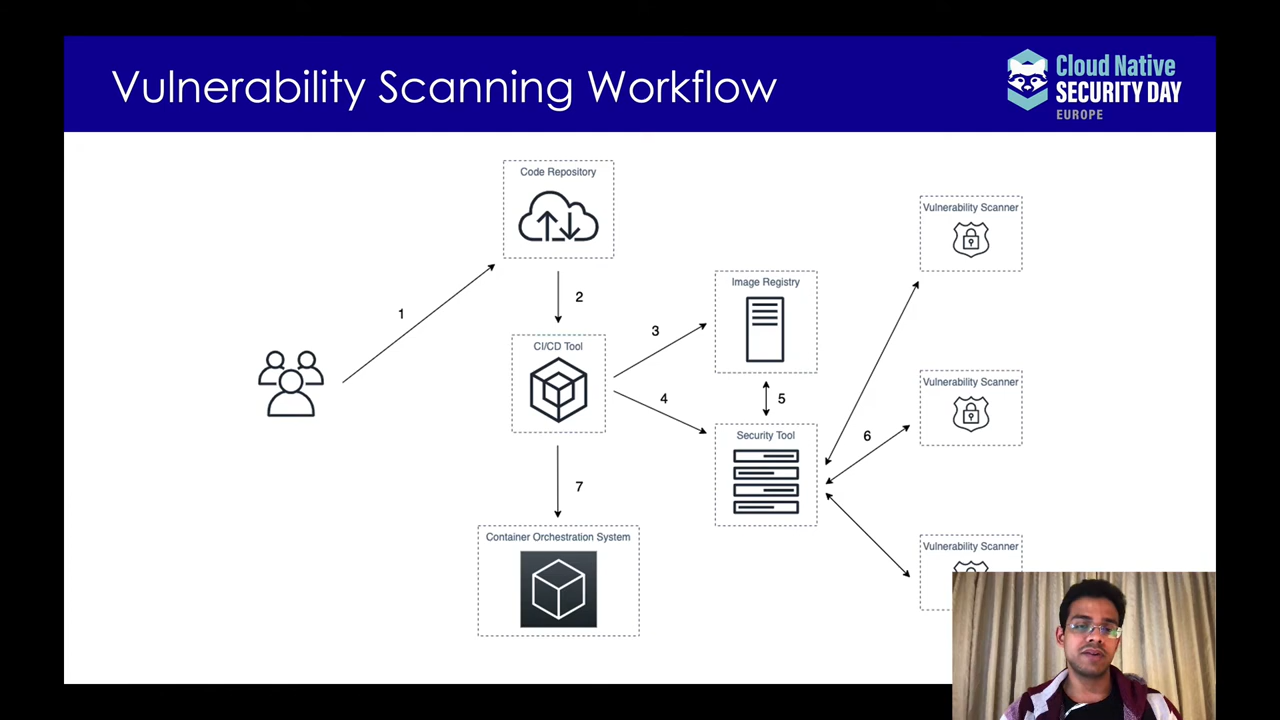 Vulnerability Scanning Workflow
Cloud Native
SECURITY DAY
EUROPE
Code Repository
Vulnerability Scanner
1
2
Image Registry
3
CI/CD Tool
4
5
Vulnerability Scanner
Security Tool
6
7
Container Orchestration System
Vulnerability Scanner